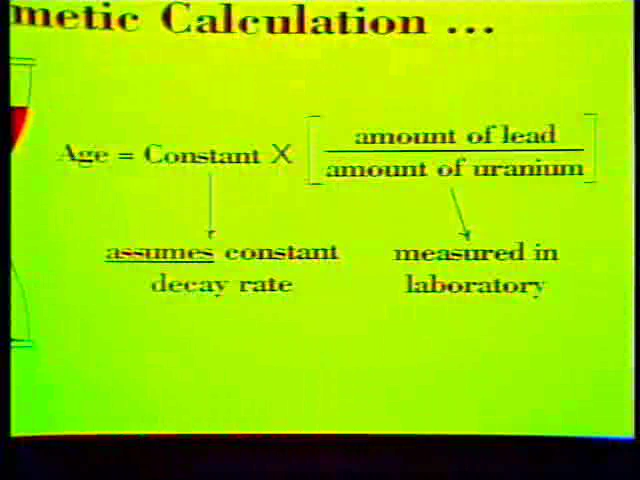 metic Calculation ...
Age = Constant X [amount of lead
amount of uranium]
assumes constant
decay rate
measured in
laboratory